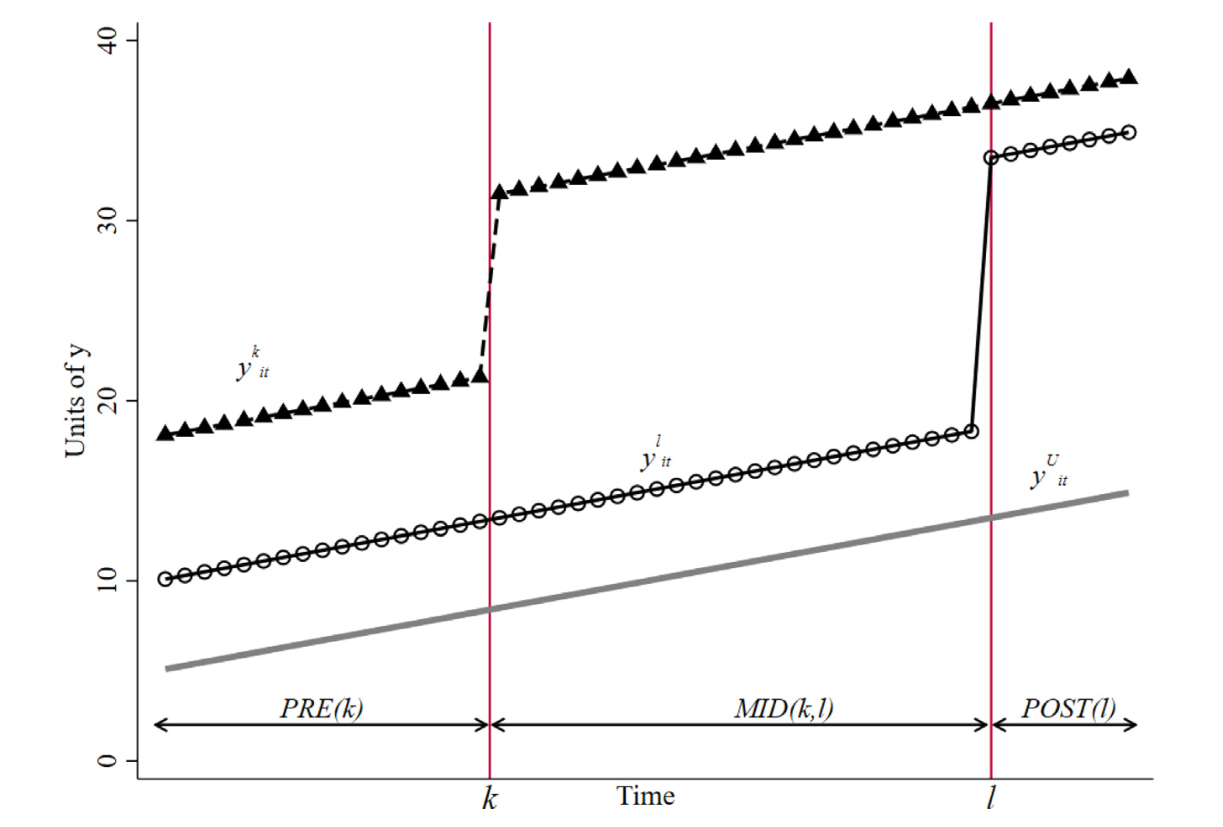 40
30
20
10
0
Units of y
y^k_it
y^l_it
y^U_it
PRE(k)
MID(k,l)
POST(l)
k
Time
l